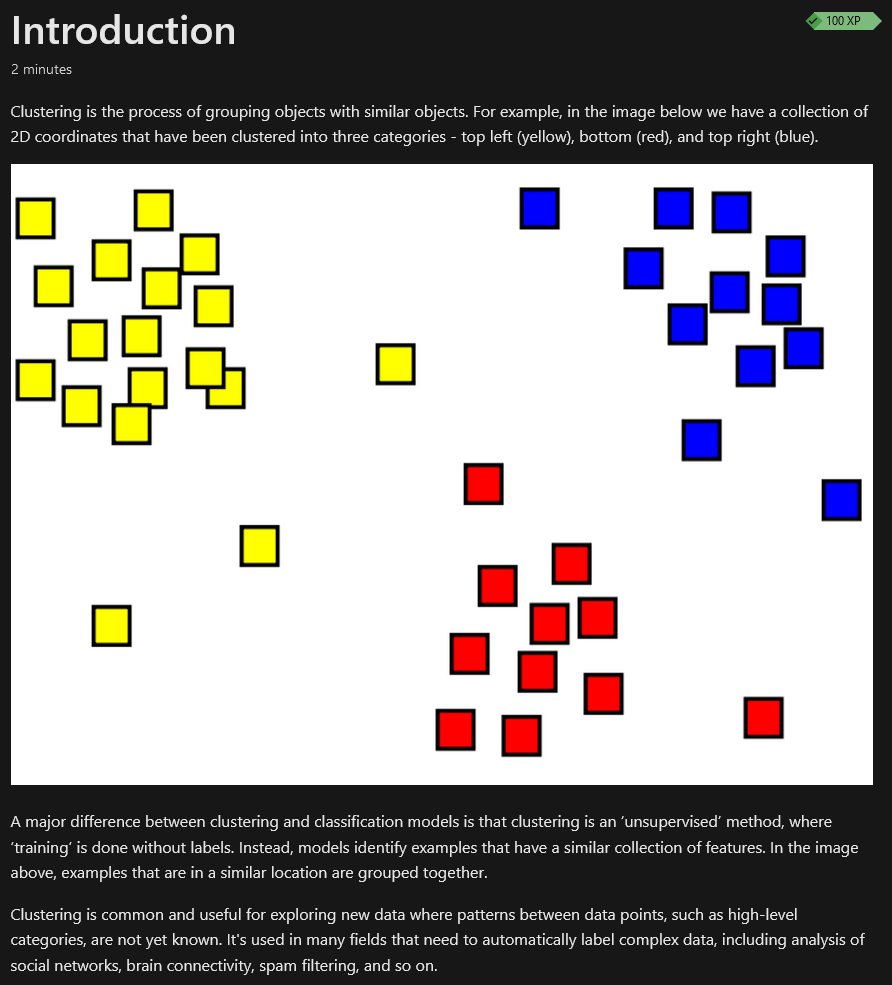 Introduction
100 XP
2 minutes
Clustering is the process of grouping objects with similar objects. For example, in the image below we have a collection of
2D coordinates that have been clustered into three categories - top left (yellow), bottom (red), and top right (blue).
A major difference between clustering and classification models is that clustering is an ‘unsupervised’ method, where
‘training’ is done without labels. Instead, models identify examples that have a similar collection of features. In the image
above, examples that are in a similar location are grouped together.
Clustering is common and useful for exploring new data where patterns between data points, such as high-level
categories, are not yet known. It's used in many fields that need to automatically label complex data, including analysis of
social networks, brain connectivity, spam filtering, and so on.